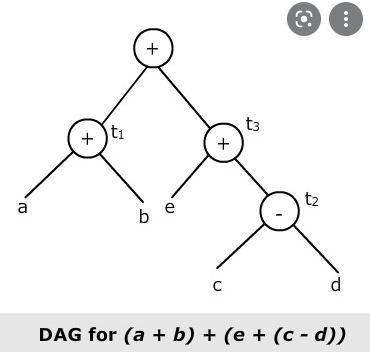 +
+ t₁
t₃
+
a
b
e
- t₂
c
d
DAG for (a + b) + (e + (c - d))